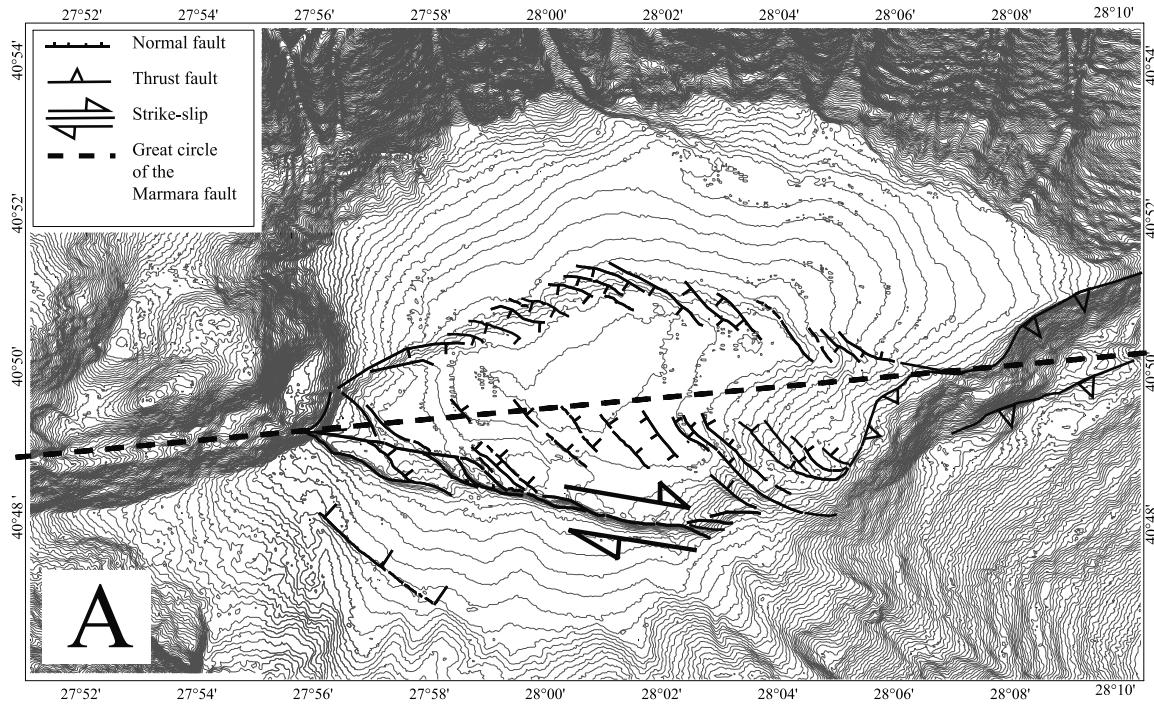 27°52' 27°54' 27°56' 27°58' 28°00' 28°02' 28°04' 28°06' 28°08' 28°10'
40°54'
40°54'
Normal fault
Thrust fault
Strike-slip
Great circle
of the
Marmara fault
40°52'
40°52'
40°50'
40°50'
40°48'
40°48'
A
27°52' 27°54' 27°56' 27°58' 28°00' 28°02' 28°04' 28°06' 28°08' 28°10'